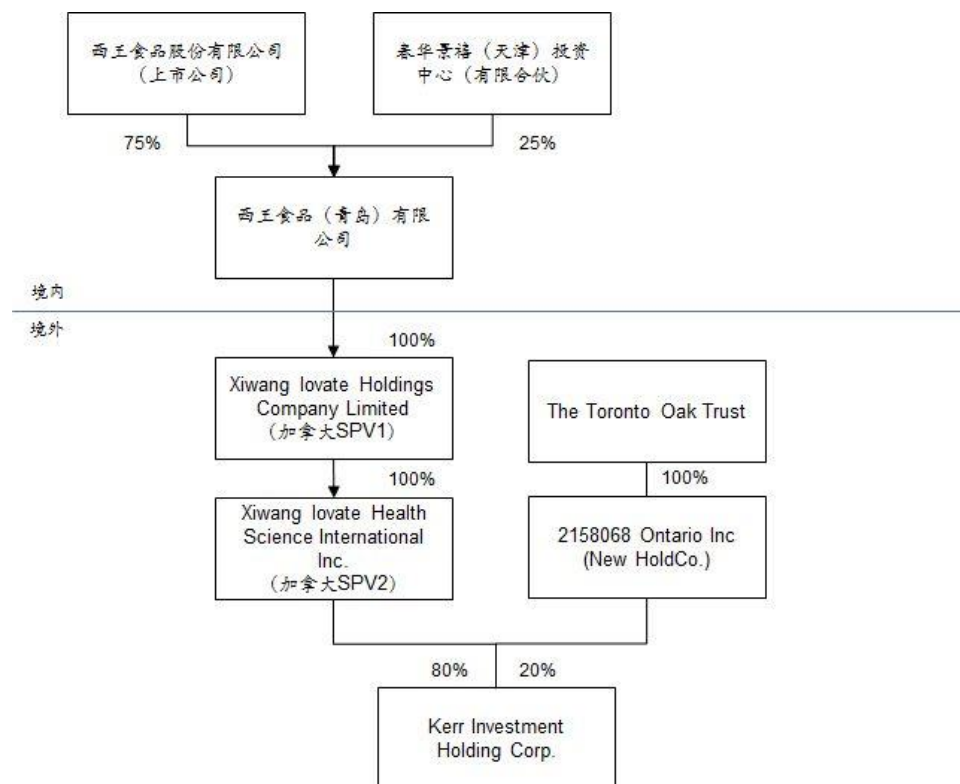 西王食品股份有限公司
（上市公司）
春华景禧（天津）投资
中心（有限合伙）
75%
25%
西王食品（青岛）有限
公司
境内
境外
100%
Xiwang Iovate Holdings
Company Limited
（加拿大SPV1）
The Toronto Oak Trust
100%
100%
Xiwang Iovate Health
Science International
Inc.
（加拿大SPV2）
2158068 Ontario Inc
(New HoldCo.)
80%
20%
Kerr Investment
Holding Corp.